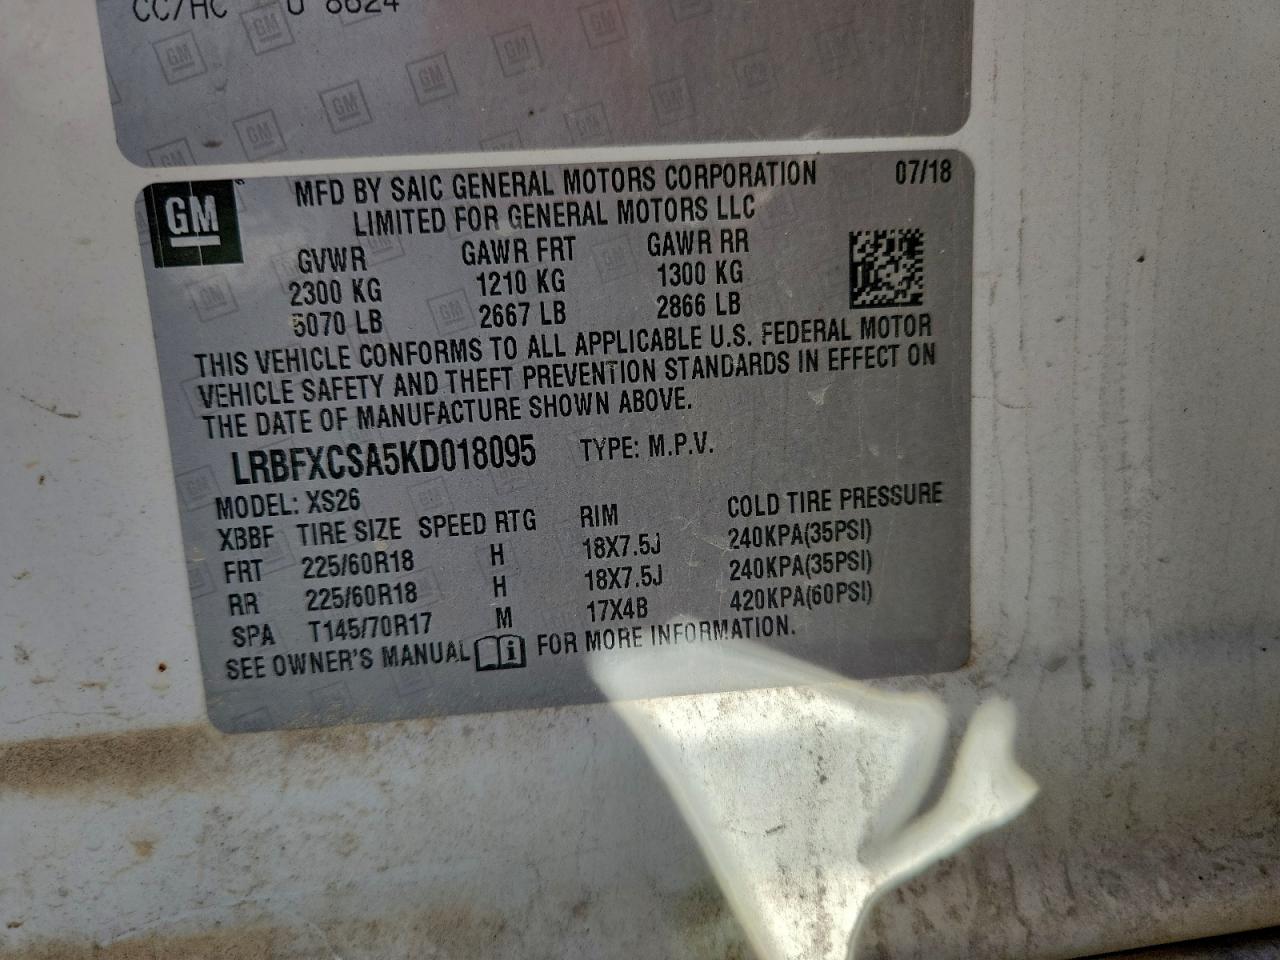 CC/HC U 8624
GM
MFD BY SAIC GENERAL MOTORS CORPORATION 07/18
LIMITED FOR GENERAL MOTORS LLC
GVWR GAWR FRT GAWR RR
2300 KG 1210 KG 1300 KG
5070 LB 2667 LB 2866 LB
THIS VEHICLE CONFORMS TO ALL APPLICABLE U.S. FEDERAL MOTOR
VEHICLE SAFETY AND THEFT PREVENTION STANDARDS IN EFFECT ON
THE DATE OF MANUFACTURE SHOWN ABOVE.
LRBFXCSA5KD018095 TYPE: M.P.V.
MODEL: XS26
XBBF TIRE SIZE SPEED RTG RIM COLD TIRE PRESSURE
FRT 225/60R18 H 18X7.5J 240KPA(35PSI)
RR 225/60R18 H 18X7.5J 240KPA(35PSI)
SPA T145/70R17 M 17X4B 420KPA(60PSI)
SEE OWNER'S MANUAL i FOR MORE INFORMATION.